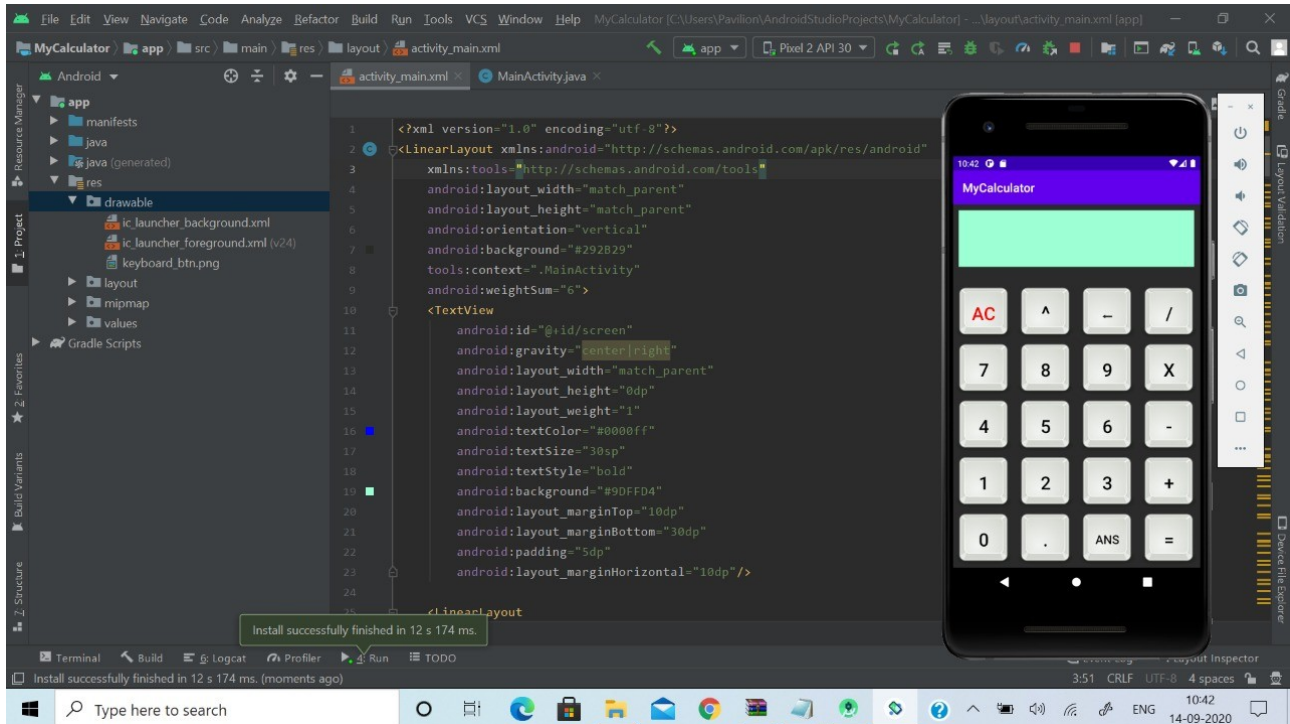 File Edit View Navigate Code Analyze Refactor Build Run Tools VCS Window Help MyCalculator [C:\Users\Pavilion\AndroidStudioProjects\MyCalculator] - ...\layout\activity_main.xml [app]
MyCalculator app src main res layout activity_main.xml app Pixel 2 API 30
Android activity_main.xml MainActivity.java
Resource Manager
1: Project
2: Favorites
Build Variants
7: Structure
app
manifests
java
java (generated)
res
drawable
ic_launcher_background.xml
ic_launcher_foreground.xml (v24)
keyboard_btn.png
layout
mipmap
values
Gradle Scripts
1 <?xml version="1.0" encoding="utf-8"?>
2 <LinearLayout xmlns:android="http://schemas.android.com/apk/res/android"
3 xmlns:tools="http://schemas.android.com/tools"
4 android:layout_width="match_parent"
5 android:layout_height="match_parent"
6 android:orientation="vertical"
7 android:background="#292B29"
8 tools:context=".MainActivity"
9 android:weightSum="6">
10 <TextView
11 android:id="@+id/screen"
12 android:gravity="center|right"
13 android:layout_width="match_parent"
14 android:layout_height="0dp"
15 android:layout_weight="1"
16 android:textColor="#0000ff"
17 android:textSize="30sp"
18 android:textStyle="bold"
19 android:background="#9DFFD4"
20 android:layout_marginTop="10dp"
21 android:layout_marginBottom="30dp"
22 android:padding="5dp"
23 android:layout_marginHorizontal="10dp"/>
24
25 <LinearLayout
10:42
MyCalculator
AC ^ ← /
7 8 9 X
4 5 6 -
1 2 3 +
0 . ANS =
Gradle
Layout Validation
Device File Explorer
Install successfully finished in 12 s 174 ms.
Terminal Build 6: Logcat Profiler 4: Run TODO Event Log Layout Inspector
Install successfully finished in 12 s 174 ms. (moments ago) 3:51 CRLF UTF-8 4 spaces
Type here to search ENG 10:42
14-09-2020